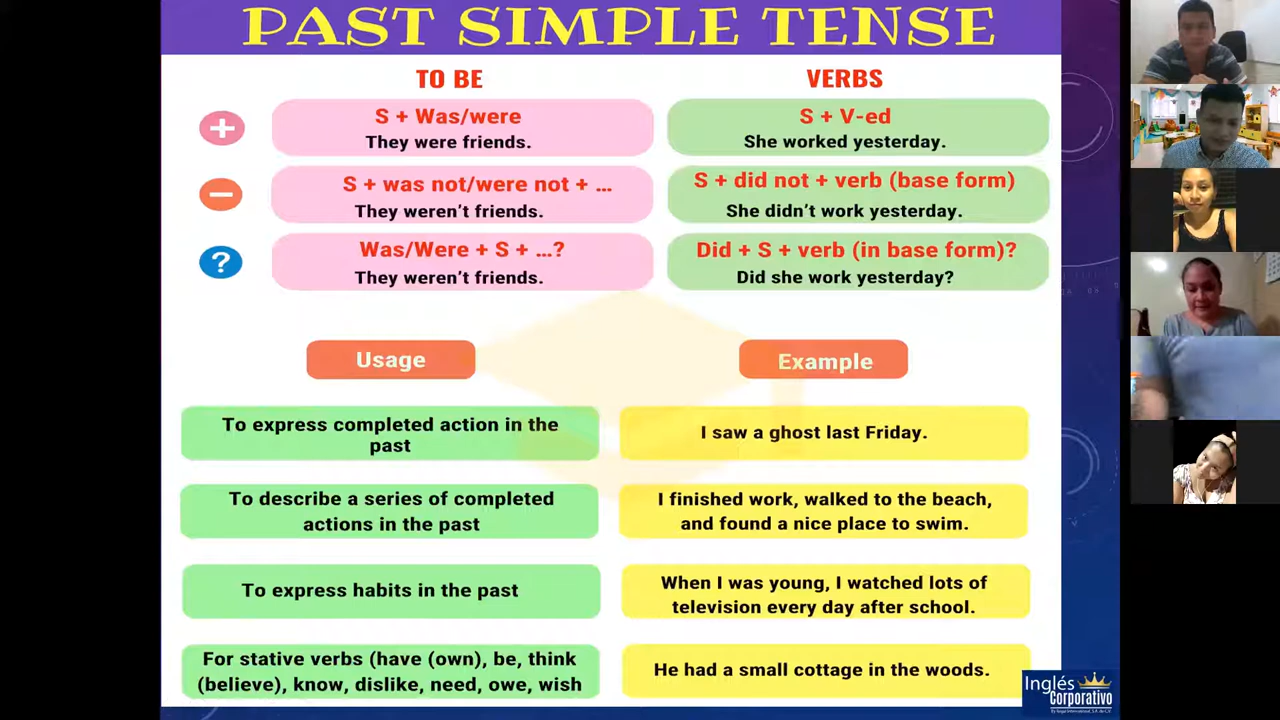 PAST SIMPLE TENSE
TO BE
VERBS
+
S + Was/were
They were friends.
S + V-ed
She worked yesterday.
−
S + was not/were not + ...
They weren't friends.
S + did not + verb (base form)
She didn't work yesterday.
?
Was/Were + S + ...?
They weren't friends.
Did + S + verb (in base form)?
Did she work yesterday?
Usage
Example
To express completed action in the
past
I saw a ghost last Friday.
To describe a series of completed
actions in the past
I finished work, walked to the beach,
and found a nice place to swim.
To express habits in the past
When I was young, I watched lots of
television every day after school.
For stative verbs (have (own), be, think
(believe), know, dislike, need, owe, wish
He had a small cottage in the woods.
Inglés
Corporativo